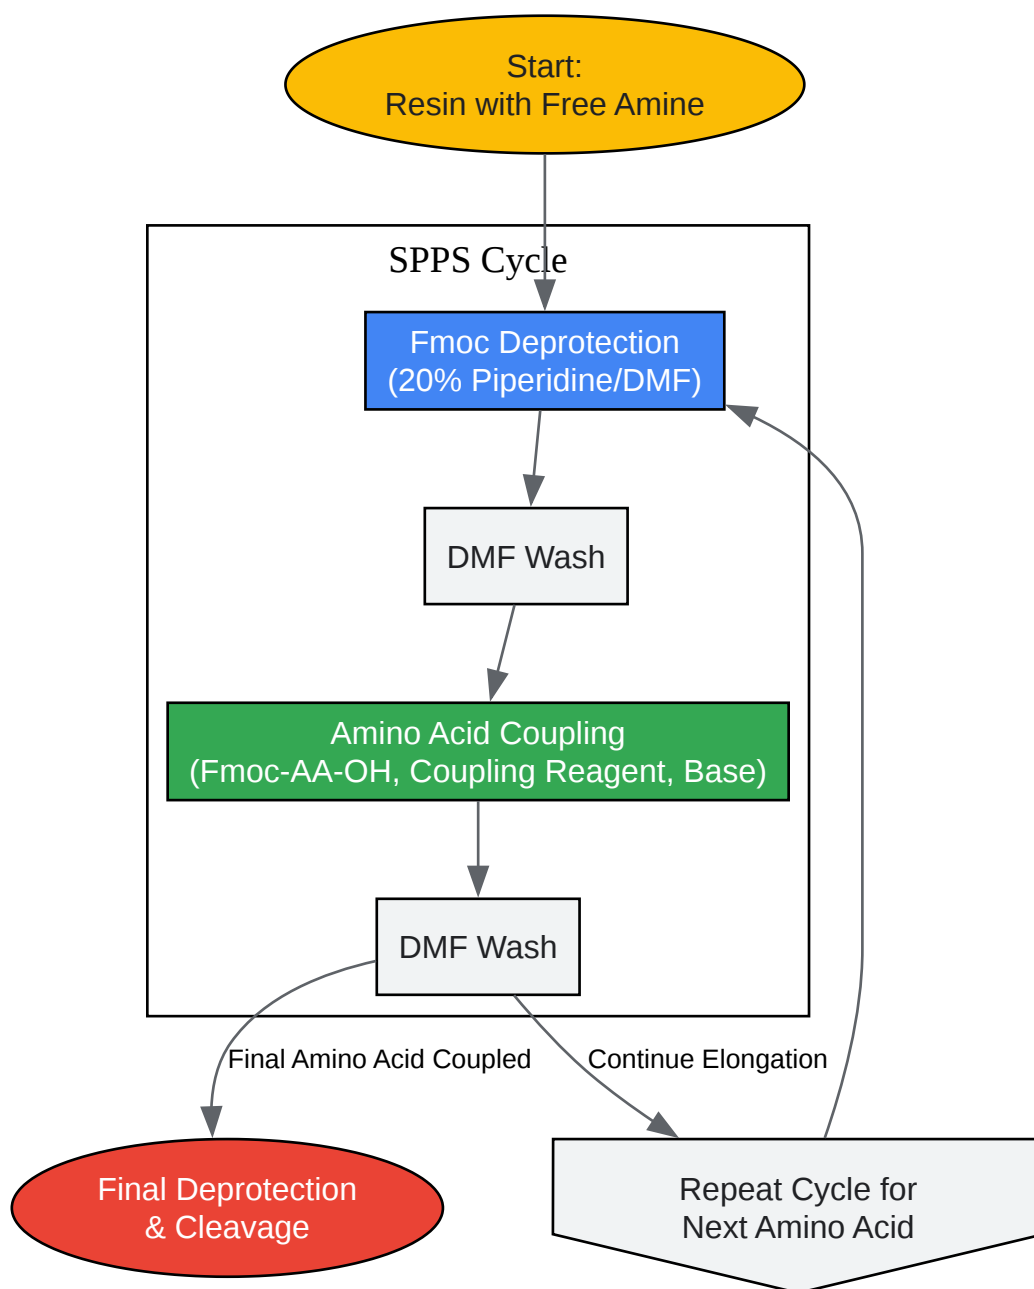 Start:
Resin with Free Amine
SPPS Cycle
Fmoc Deprotection
(20% Piperidine/DMF)
DMF Wash
Amino Acid Coupling
(Fmoc-AA-OH, Coupling Reagent, Base)
DMF Wash
Final Amino Acid Coupled
Continue Elongation
Final Deprotection
& Cleavage
Repeat Cycle for
Next Amino Acid